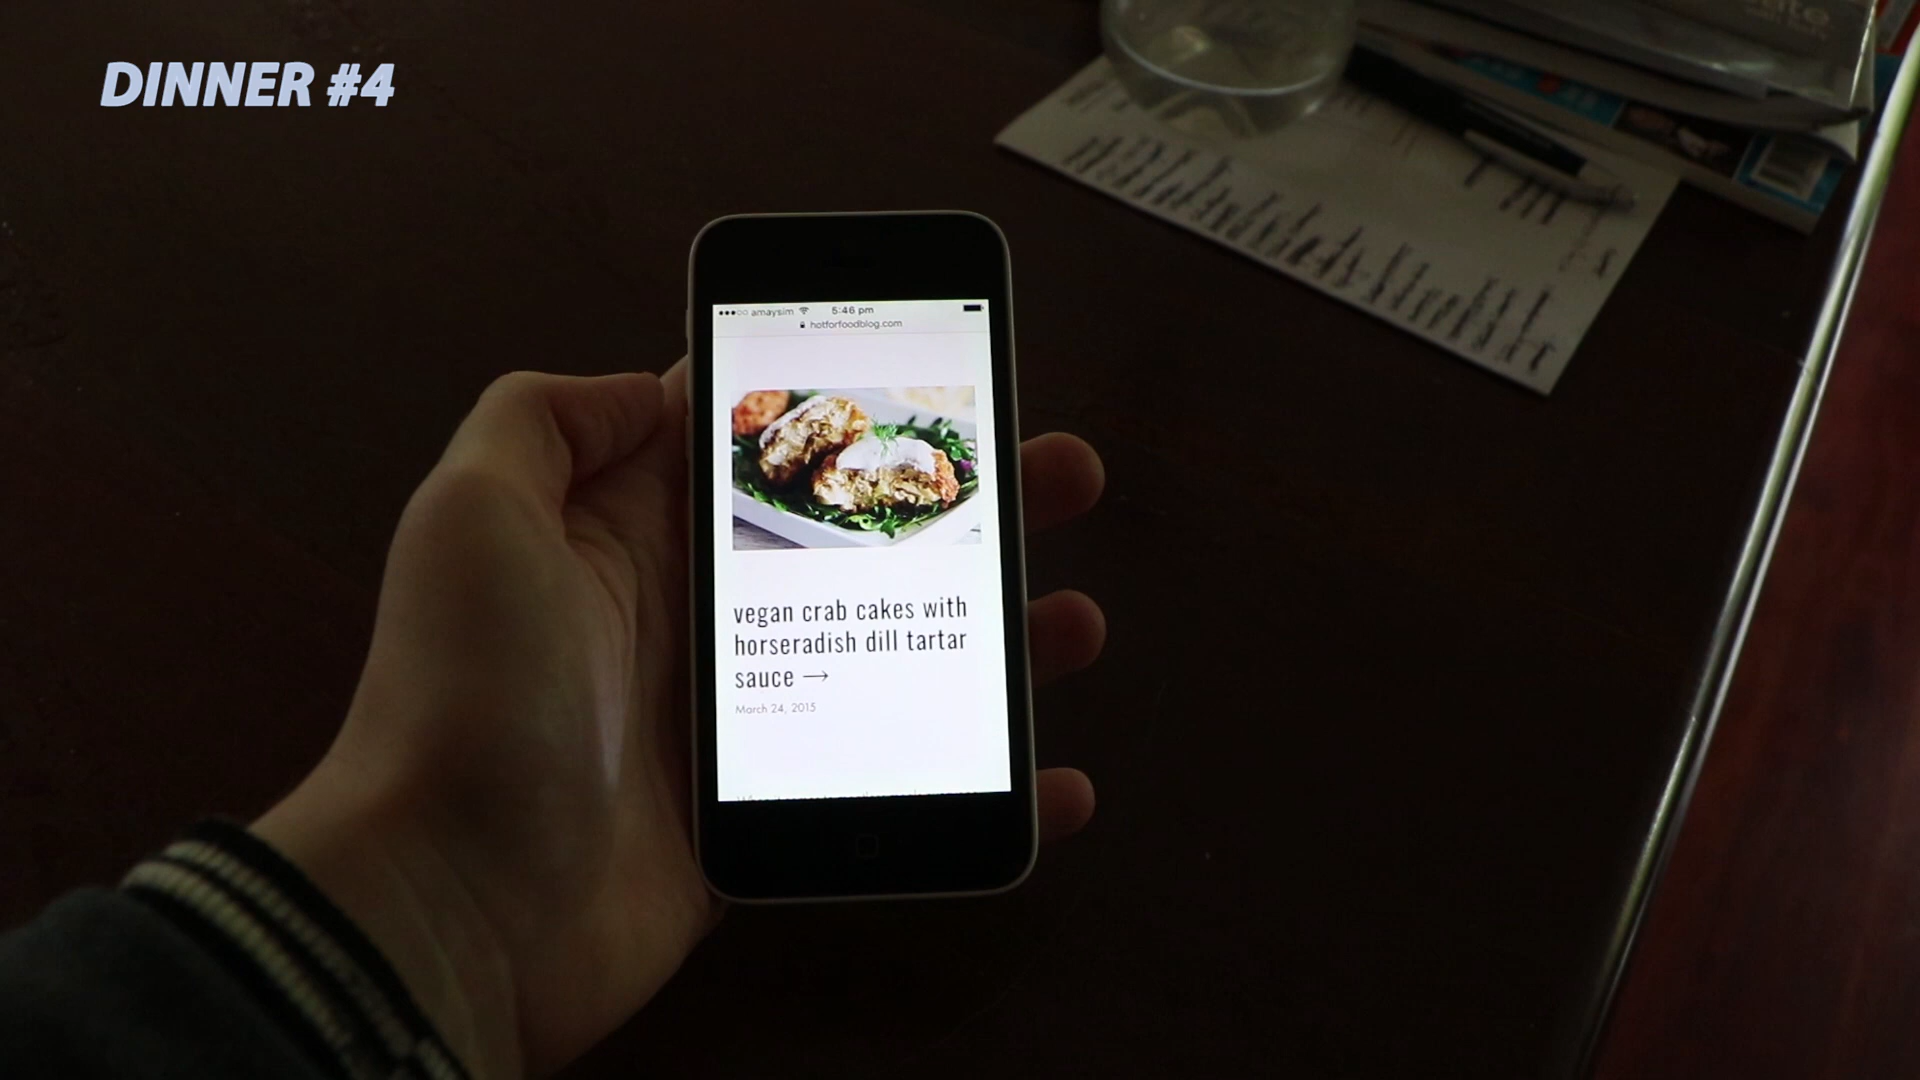 DINNER #4
amaysim 5:46 pm
hotforfoodblog.com
vegan crab cakes with
horseradish dill tartar
sauce →
March 24, 2015